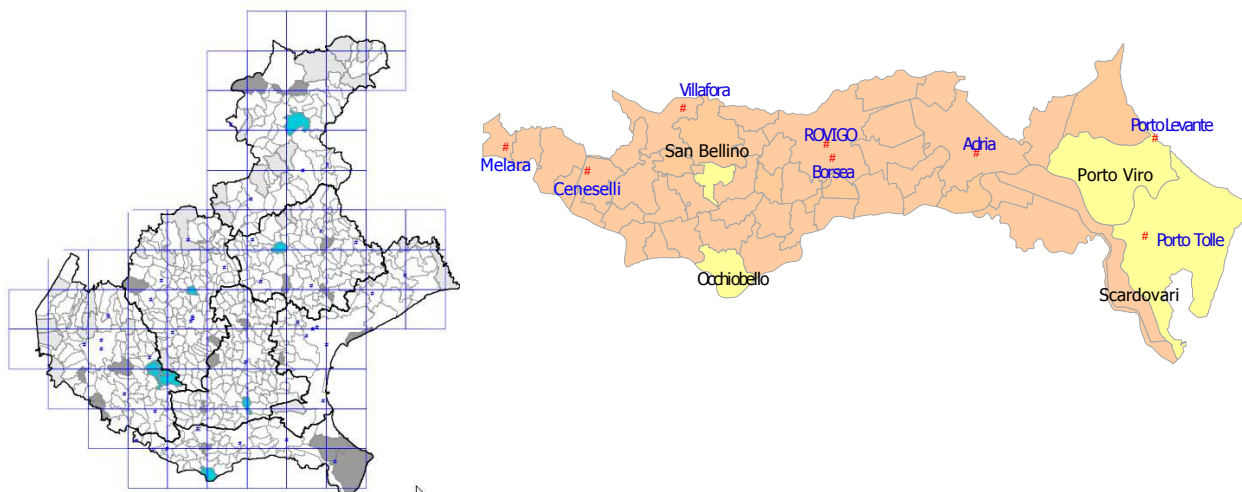 Villafora
Porto Levante
ROVIGO
Adria
San Bellino
Melara
Borsea
Porto Viro
Ceneselli
Porto Tolle
Occhiobello
Scardovari